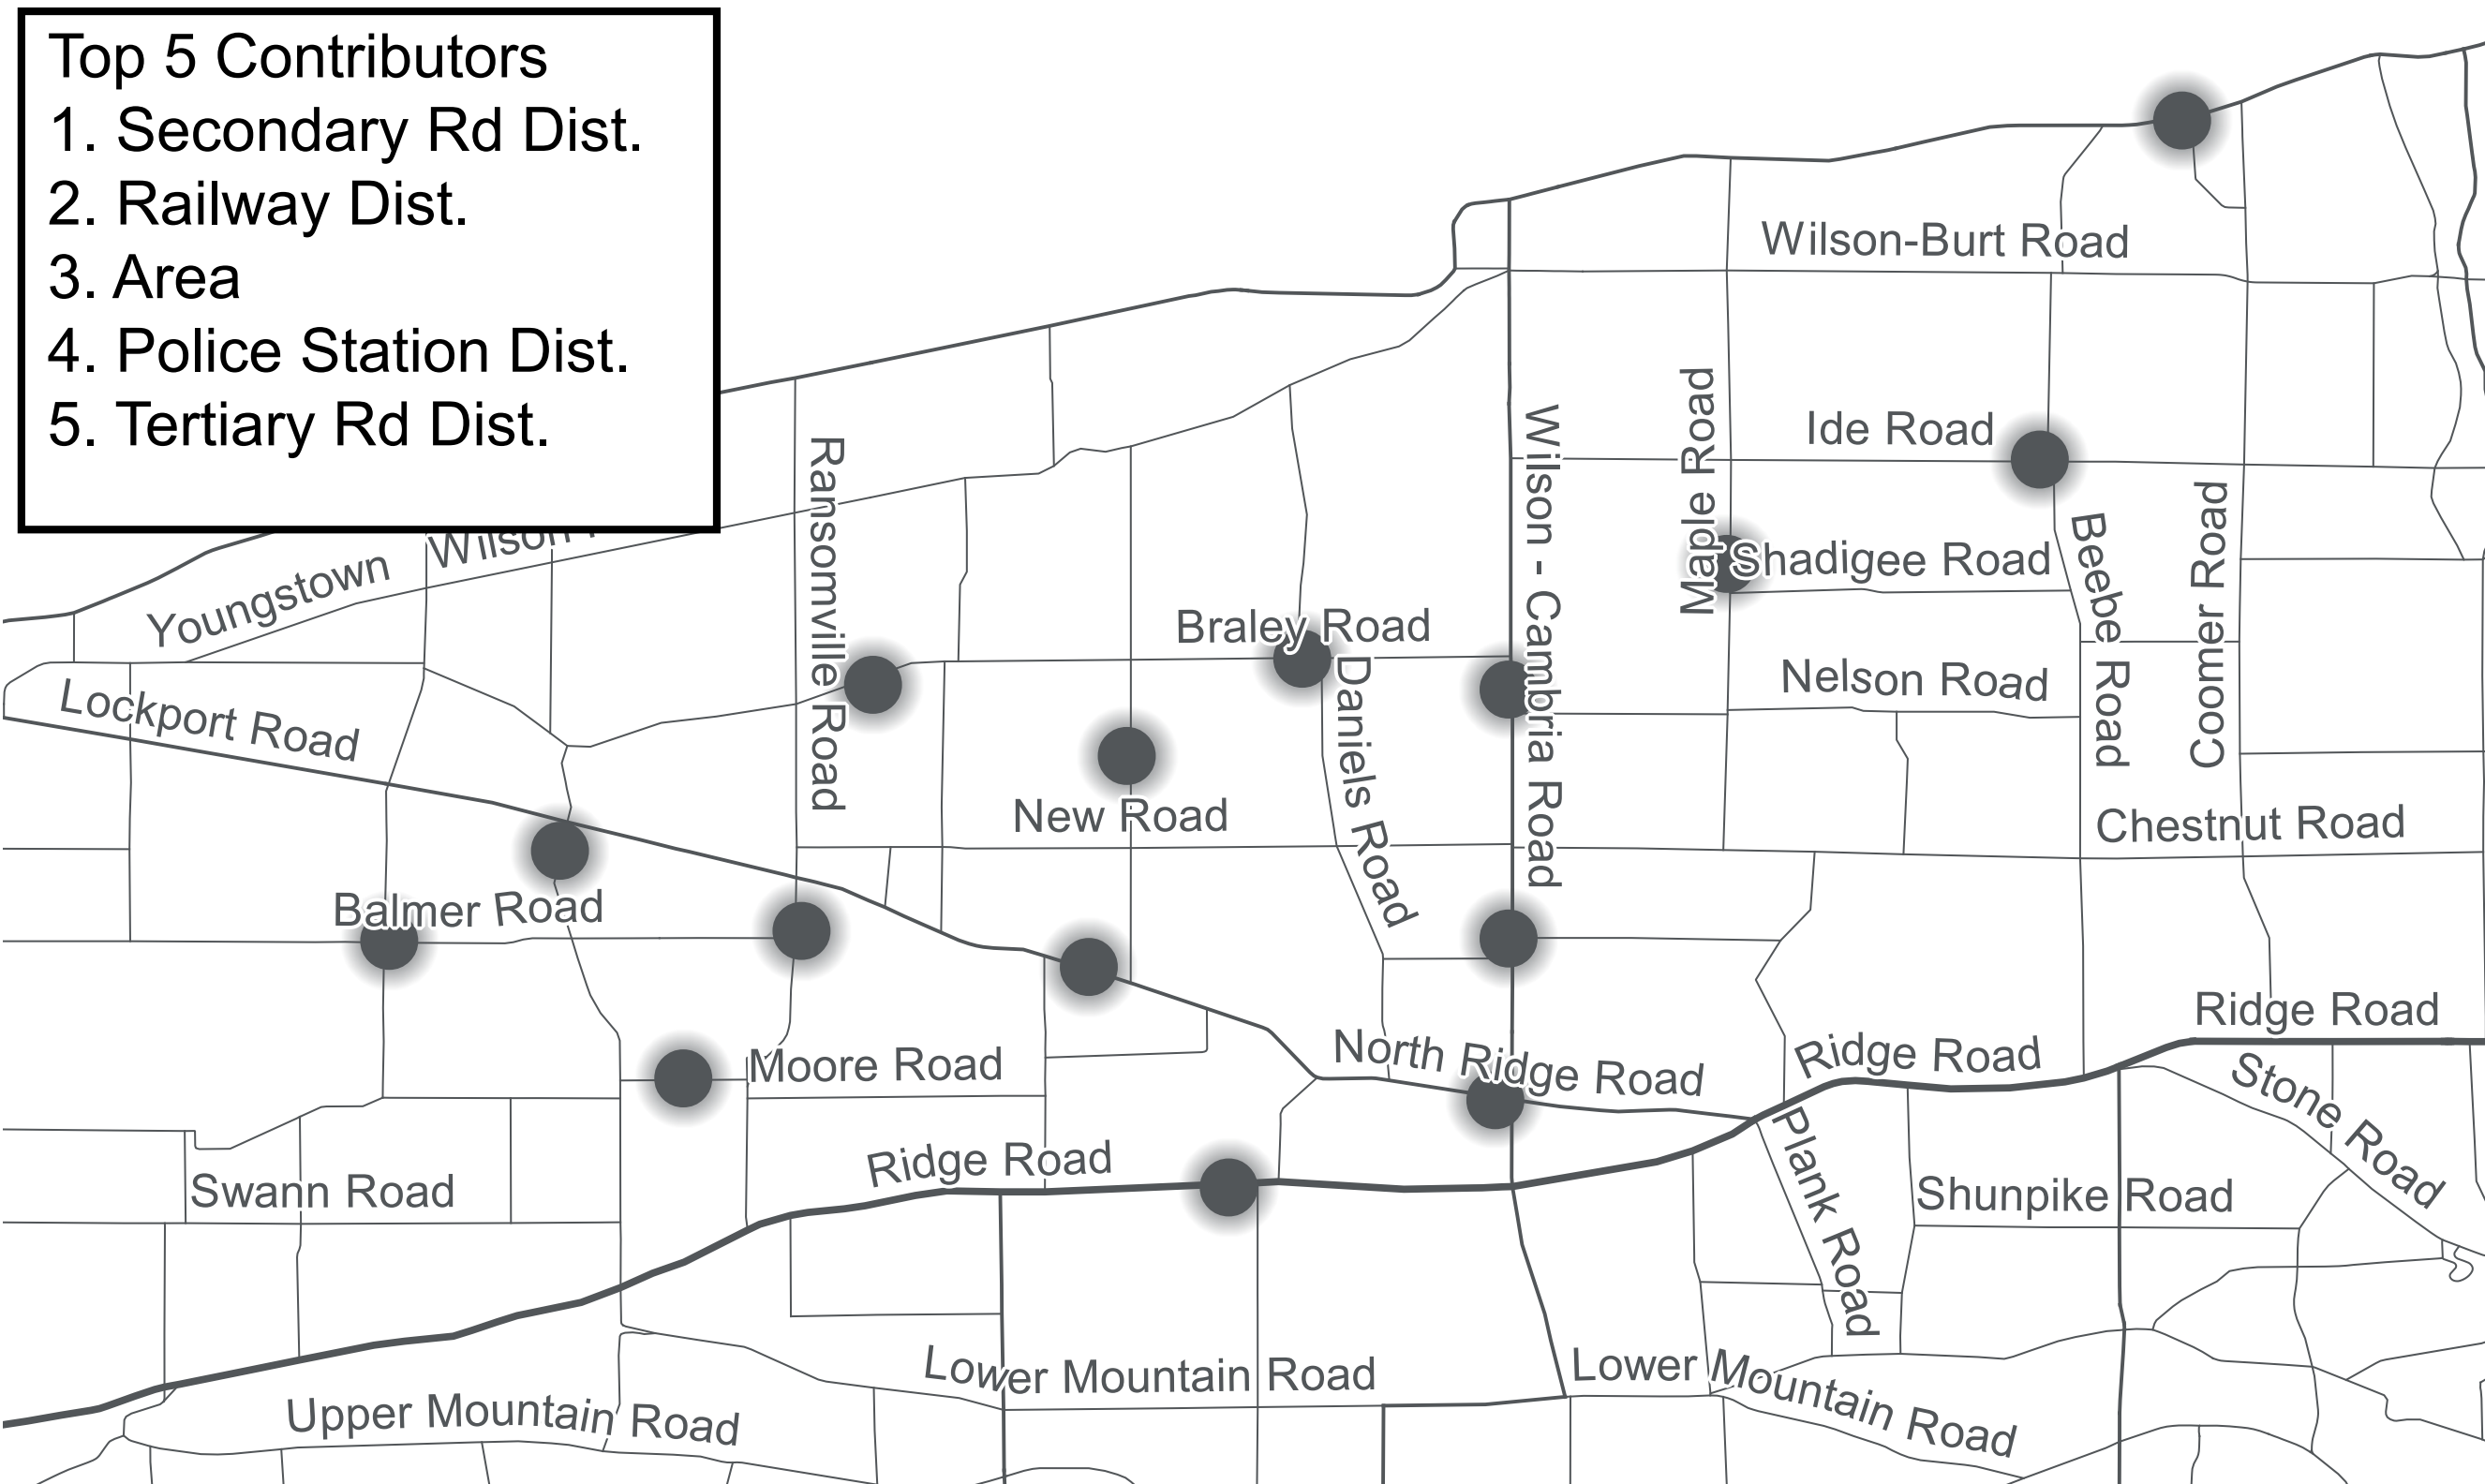 Top 5 Contributors
1. Secondary Rd Dist.
2. Railway Dist.
3. Area
4. Police Station Dist.
5. Tertiary Rd Dist.
Wilson-Burt Road
Ide Road
Maple Road
Wilson - Cambria Road
Ransomville Road
Youngstown Wilson
Shadigee Road
Beebe Road
Coomer Road
Braley Road
Daniels Road
Nelson Road
Lockport Road
New Road
Chestnut Road
Balmer Road
Ridge Road
North Ridge Road
Ridge Road
Moore Road
Stone Road
Plank Road
Ridge Road
Swann Road
Shunpike Road
Lower Mountain Road
Lower Mountain Road
Upper Mountain Road